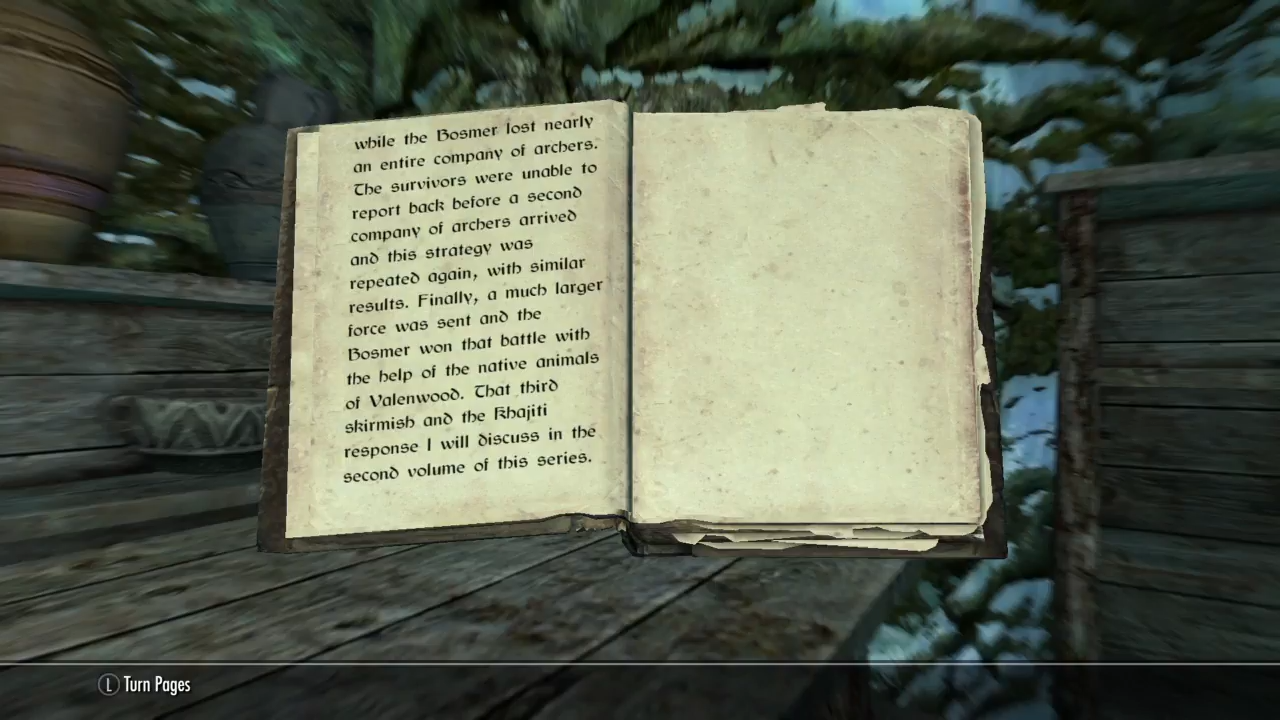 while the Bosmer lost nearly
an entire company of archers.
The survivors were unable to
report back before a second
company of archers arrived
and this strategy was
repeated again, with similar
results. Finally, a much larger
force was sent and the
Bosmer won that battle with
the help of the native animals
of Valenwood. That third
skirmish and the Khajiti
response I will discuss in the
second volume of this series.
L Turn Pages